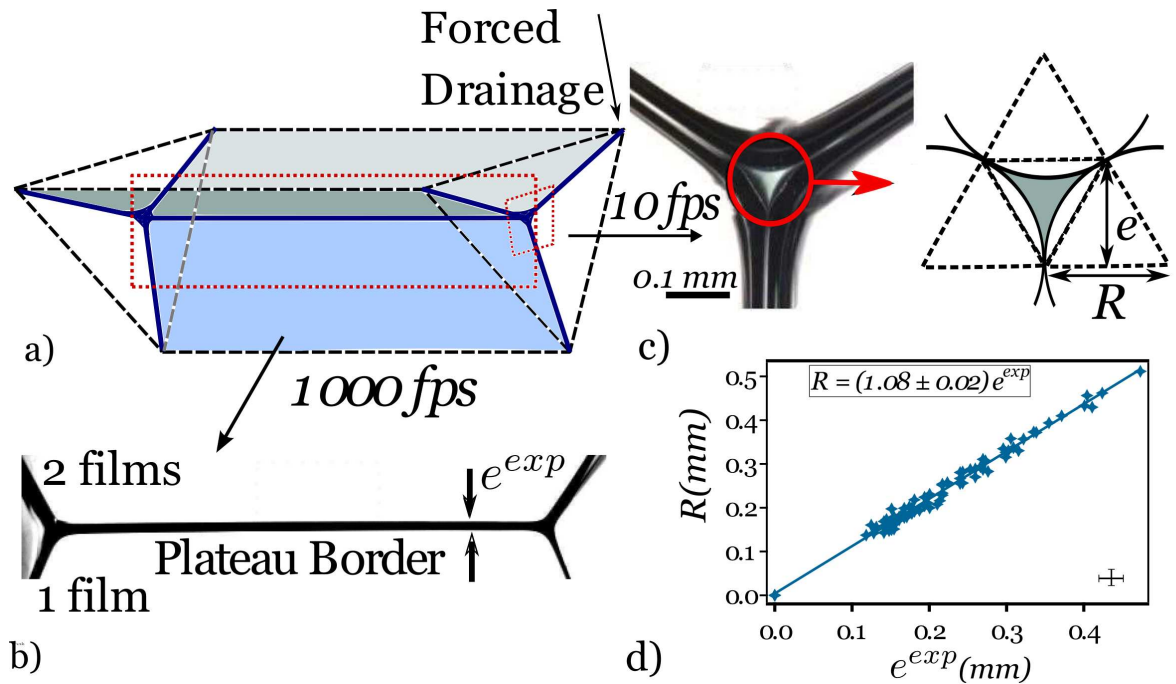 Forced
Drainage
a)
1000 fps
10 fps
0.1 mm
c)
e
R
2 films
e^exp
Plateau Border
1 film
b)
R = (1.08 ± 0.02) e^exp
R(mm)
0.5
0.4
0.3
0.2
0.1
0.0
0.0 0.1 0.2 0.3 0.4
e^exp (mm)
d)